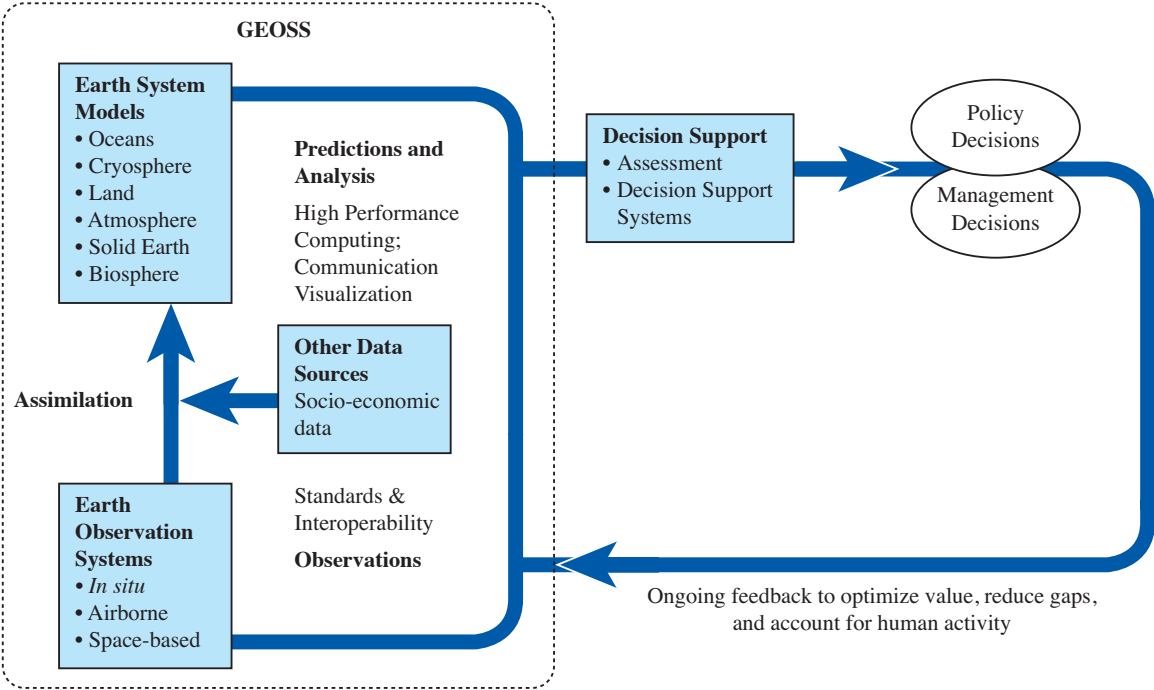 GEOSS
Earth System
Models
• Oceans
• Cryosphere
• Land
• Atmosphere
• Solid Earth
• Biosphere
Predictions and
Analysis
High Performance
Computing;
Communication
Visualization
Other Data
Sources
Socio-economic
data
Assimilation
Earth
Observation
Systems
• In situ
• Airborne
• Space-based
Standards &
Interoperability
Observations
Decision Support
• Assessment
• Decision Support
Systems
Policy
Decisions
Management
Decisions
Ongoing feedback to optimize value, reduce gaps,
and account for human activity